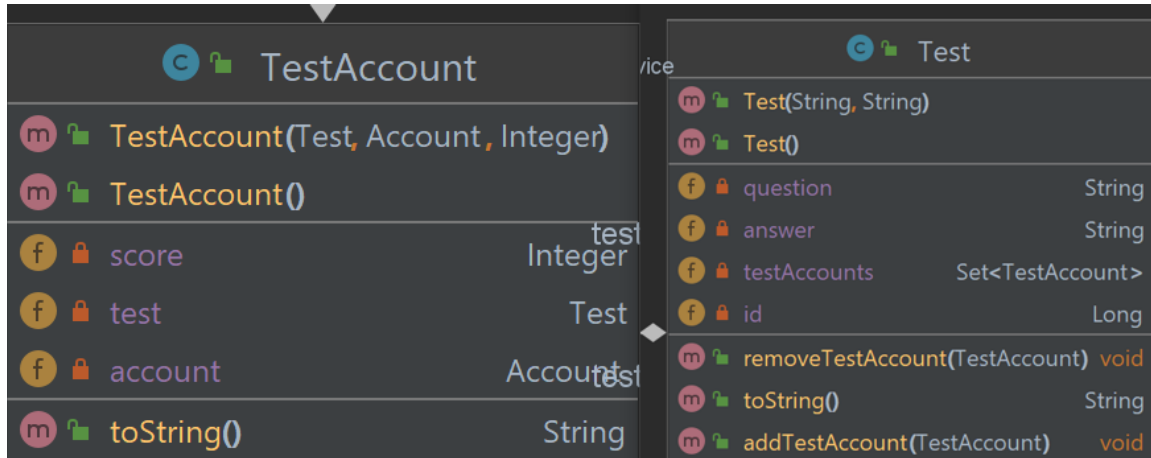 TestAccount
TestAccount(Test, Account, Integer)
TestAccount()
score Integer
test Test
account Account
toString() String
test
test
vice
Test
Test(String, String)
Test()
question String
answer String
testAccounts Set<TestAccount>
id Long
removeTestAccount(TestAccount) void
toString() String
addTestAccount(TestAccount) void